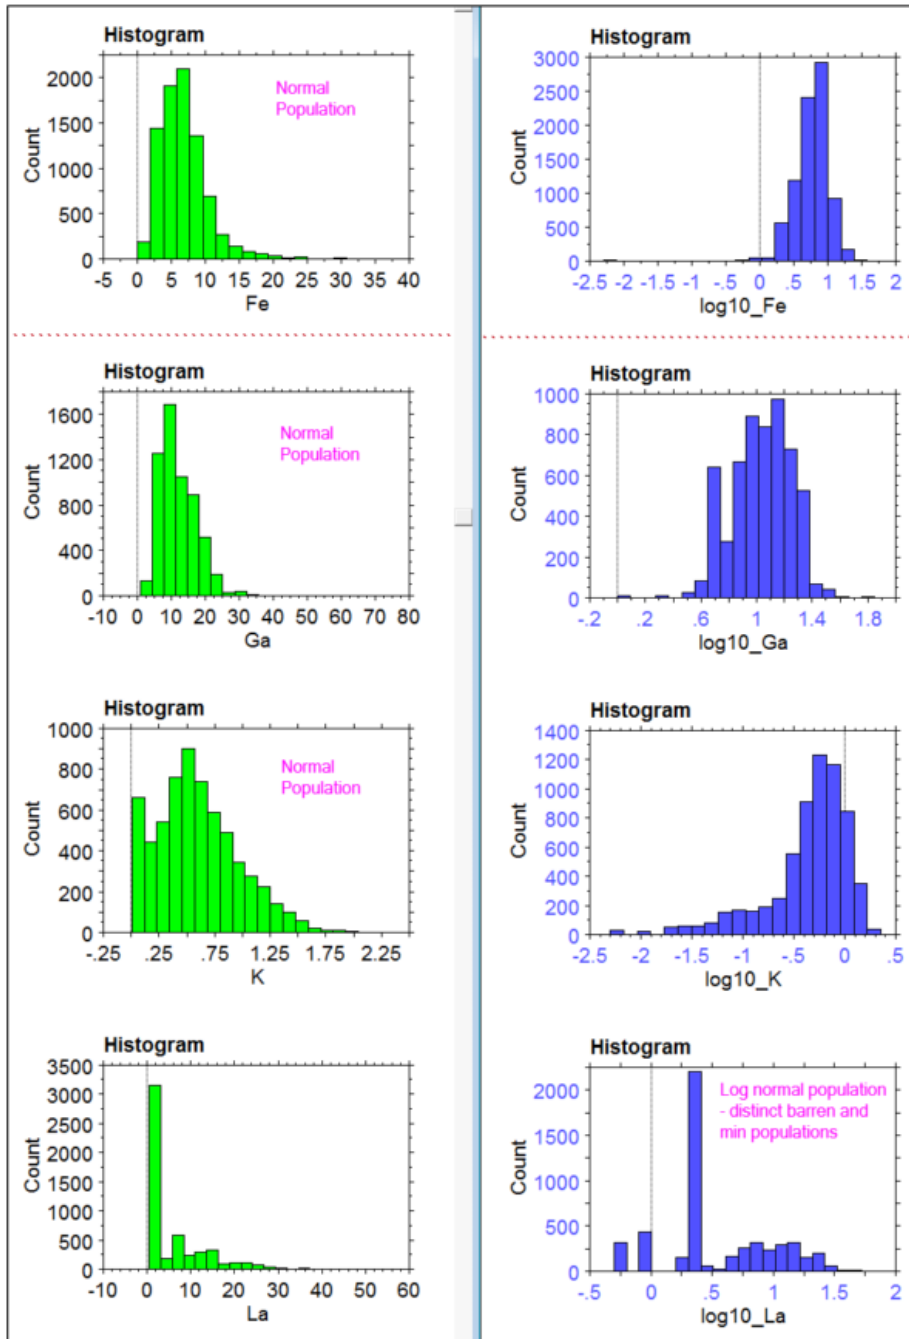 Histogram
Normal
Population
Count
2000
1500
1000
500
0
-5 0 5 10 15 20 25 30 35 40
Fe
Histogram
Count
3000
2500
2000
1500
1000
500
0
-2.5 -2 -1.5 -1 -.5 0 .5 1 1.5 2
log10_Fe
Histogram
Normal
Population
Count
1600
1200
800
400
0
-10 0 10 20 30 40 50 60 70 80
Ga
Histogram
Count
1000
800
600
400
200
0
-.2 .2 .6 1 1.4 1.8
log10_Ga
Histogram
Normal
Population
Count
1000
800
600
400
200
0
-.25 .25 .75 1.25 1.75 2.25
K
Histogram
Count
1400
1200
1000
800
600
400
200
0
-2.5 -2 -1.5 -1 -.5 0 .5
log10_K
Histogram
Count
3500
3000
2500
2000
1500
1000
500
0
-10 0 10 20 30 40 50 60
La
Histogram
Log normal population
- distinct barren and
min populations
Count
2000
1500
1000
500
0
-.5 0 .5 1 1.5 2
log10_La